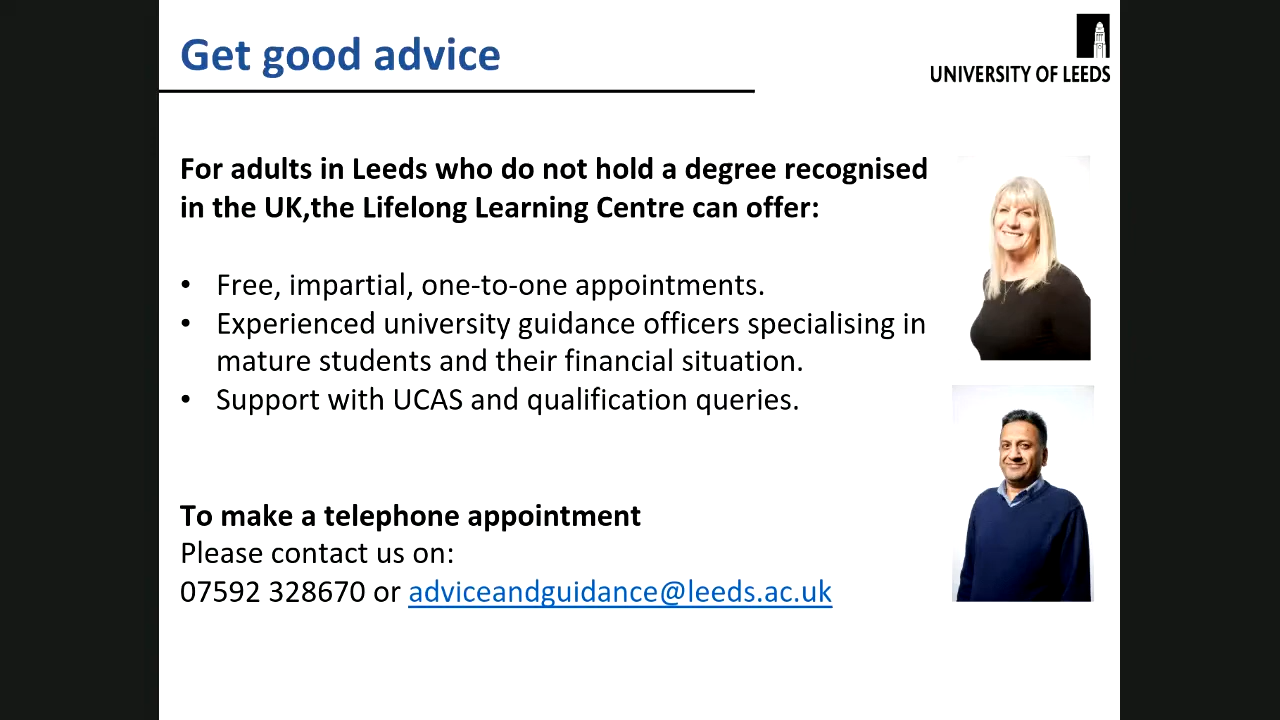 Get good advice
UNIVERSITY OF LEEDS
For adults in Leeds who do not hold a degree recognised
in the UK,the Lifelong Learning Centre can offer:
• Free, impartial, one-to-one appointments.
• Experienced university guidance officers specialising in
mature students and their financial situation.
• Support with UCAS and qualification queries.
To make a telephone appointment
Please contact us on:
07592 328670 or adviceandguidance@leeds.ac.uk